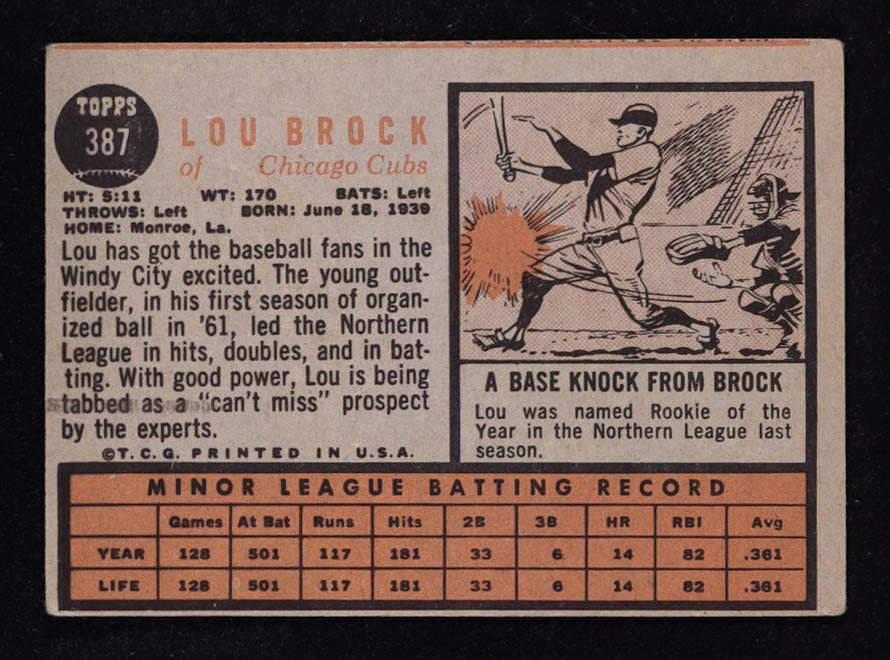 TOPPS
387
LOU BROCK
of Chicago Cubs
HT: 5:11 WT: 170 BATS: Left
THROWS: Left BORN: June 18, 1939
HOME: Monroe, La.
Lou has got the baseball fans in the
Windy City excited. The young out-
fielder, in his first season of organ-
ized ball in '61, led the Northern
League in hits, doubles, and in bat-
ting. With good power, Lou is being
tabbed as a “can't miss” prospect
by the experts.
©T.C.G. PRINTED IN U.S.A.
A BASE KNOCK FROM BROCK
Lou was named Rookie of the
Year in the Northern League last
season.
MINOR LEAGUE BATTING RECORD
Games At Bat Runs Hits 2B 3B HR RBI Avg
YEAR 128 501 117 181 33 6 14 82 .361
LIFE 128 501 117 181 33 6 14 82 .361